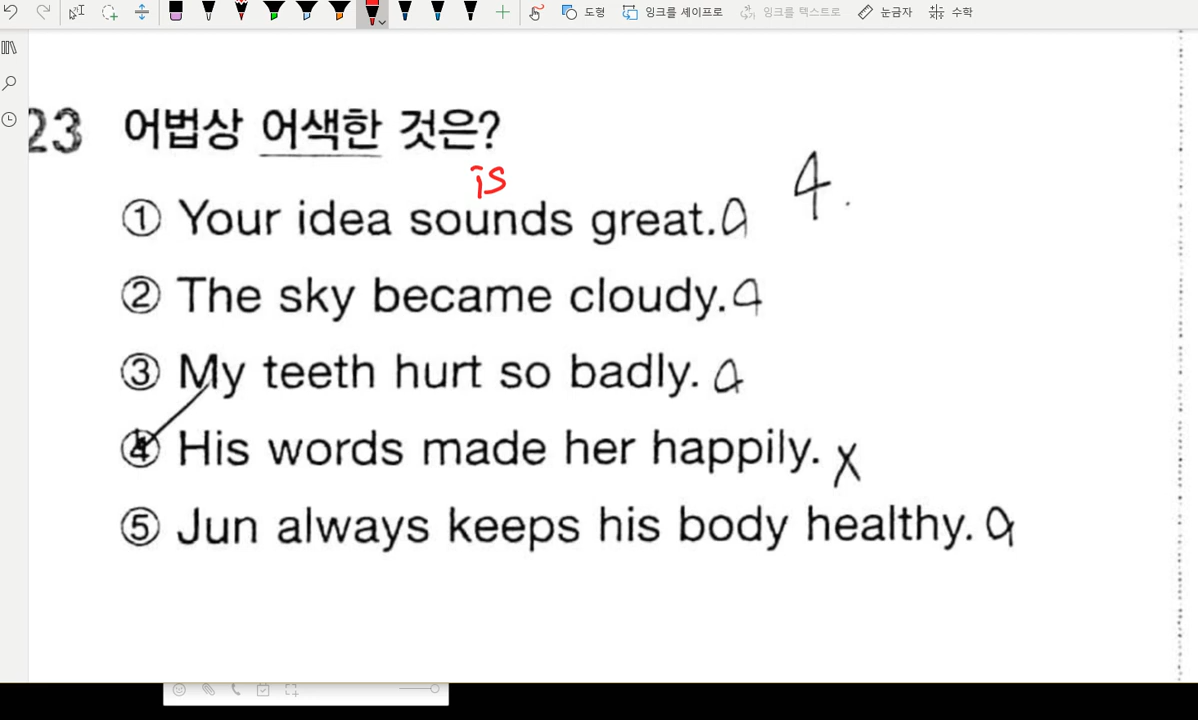 도형 잉크를 셰이프로 잉크를 텍스트로 눈금자 수학
23 어법상 어색한 것은?
is
4.
① Your idea sounds great.
② The sky became cloudy.
③ My teeth hurt so badly.
④ His words made her happily. X
⑤ Jun always keeps his body healthy.